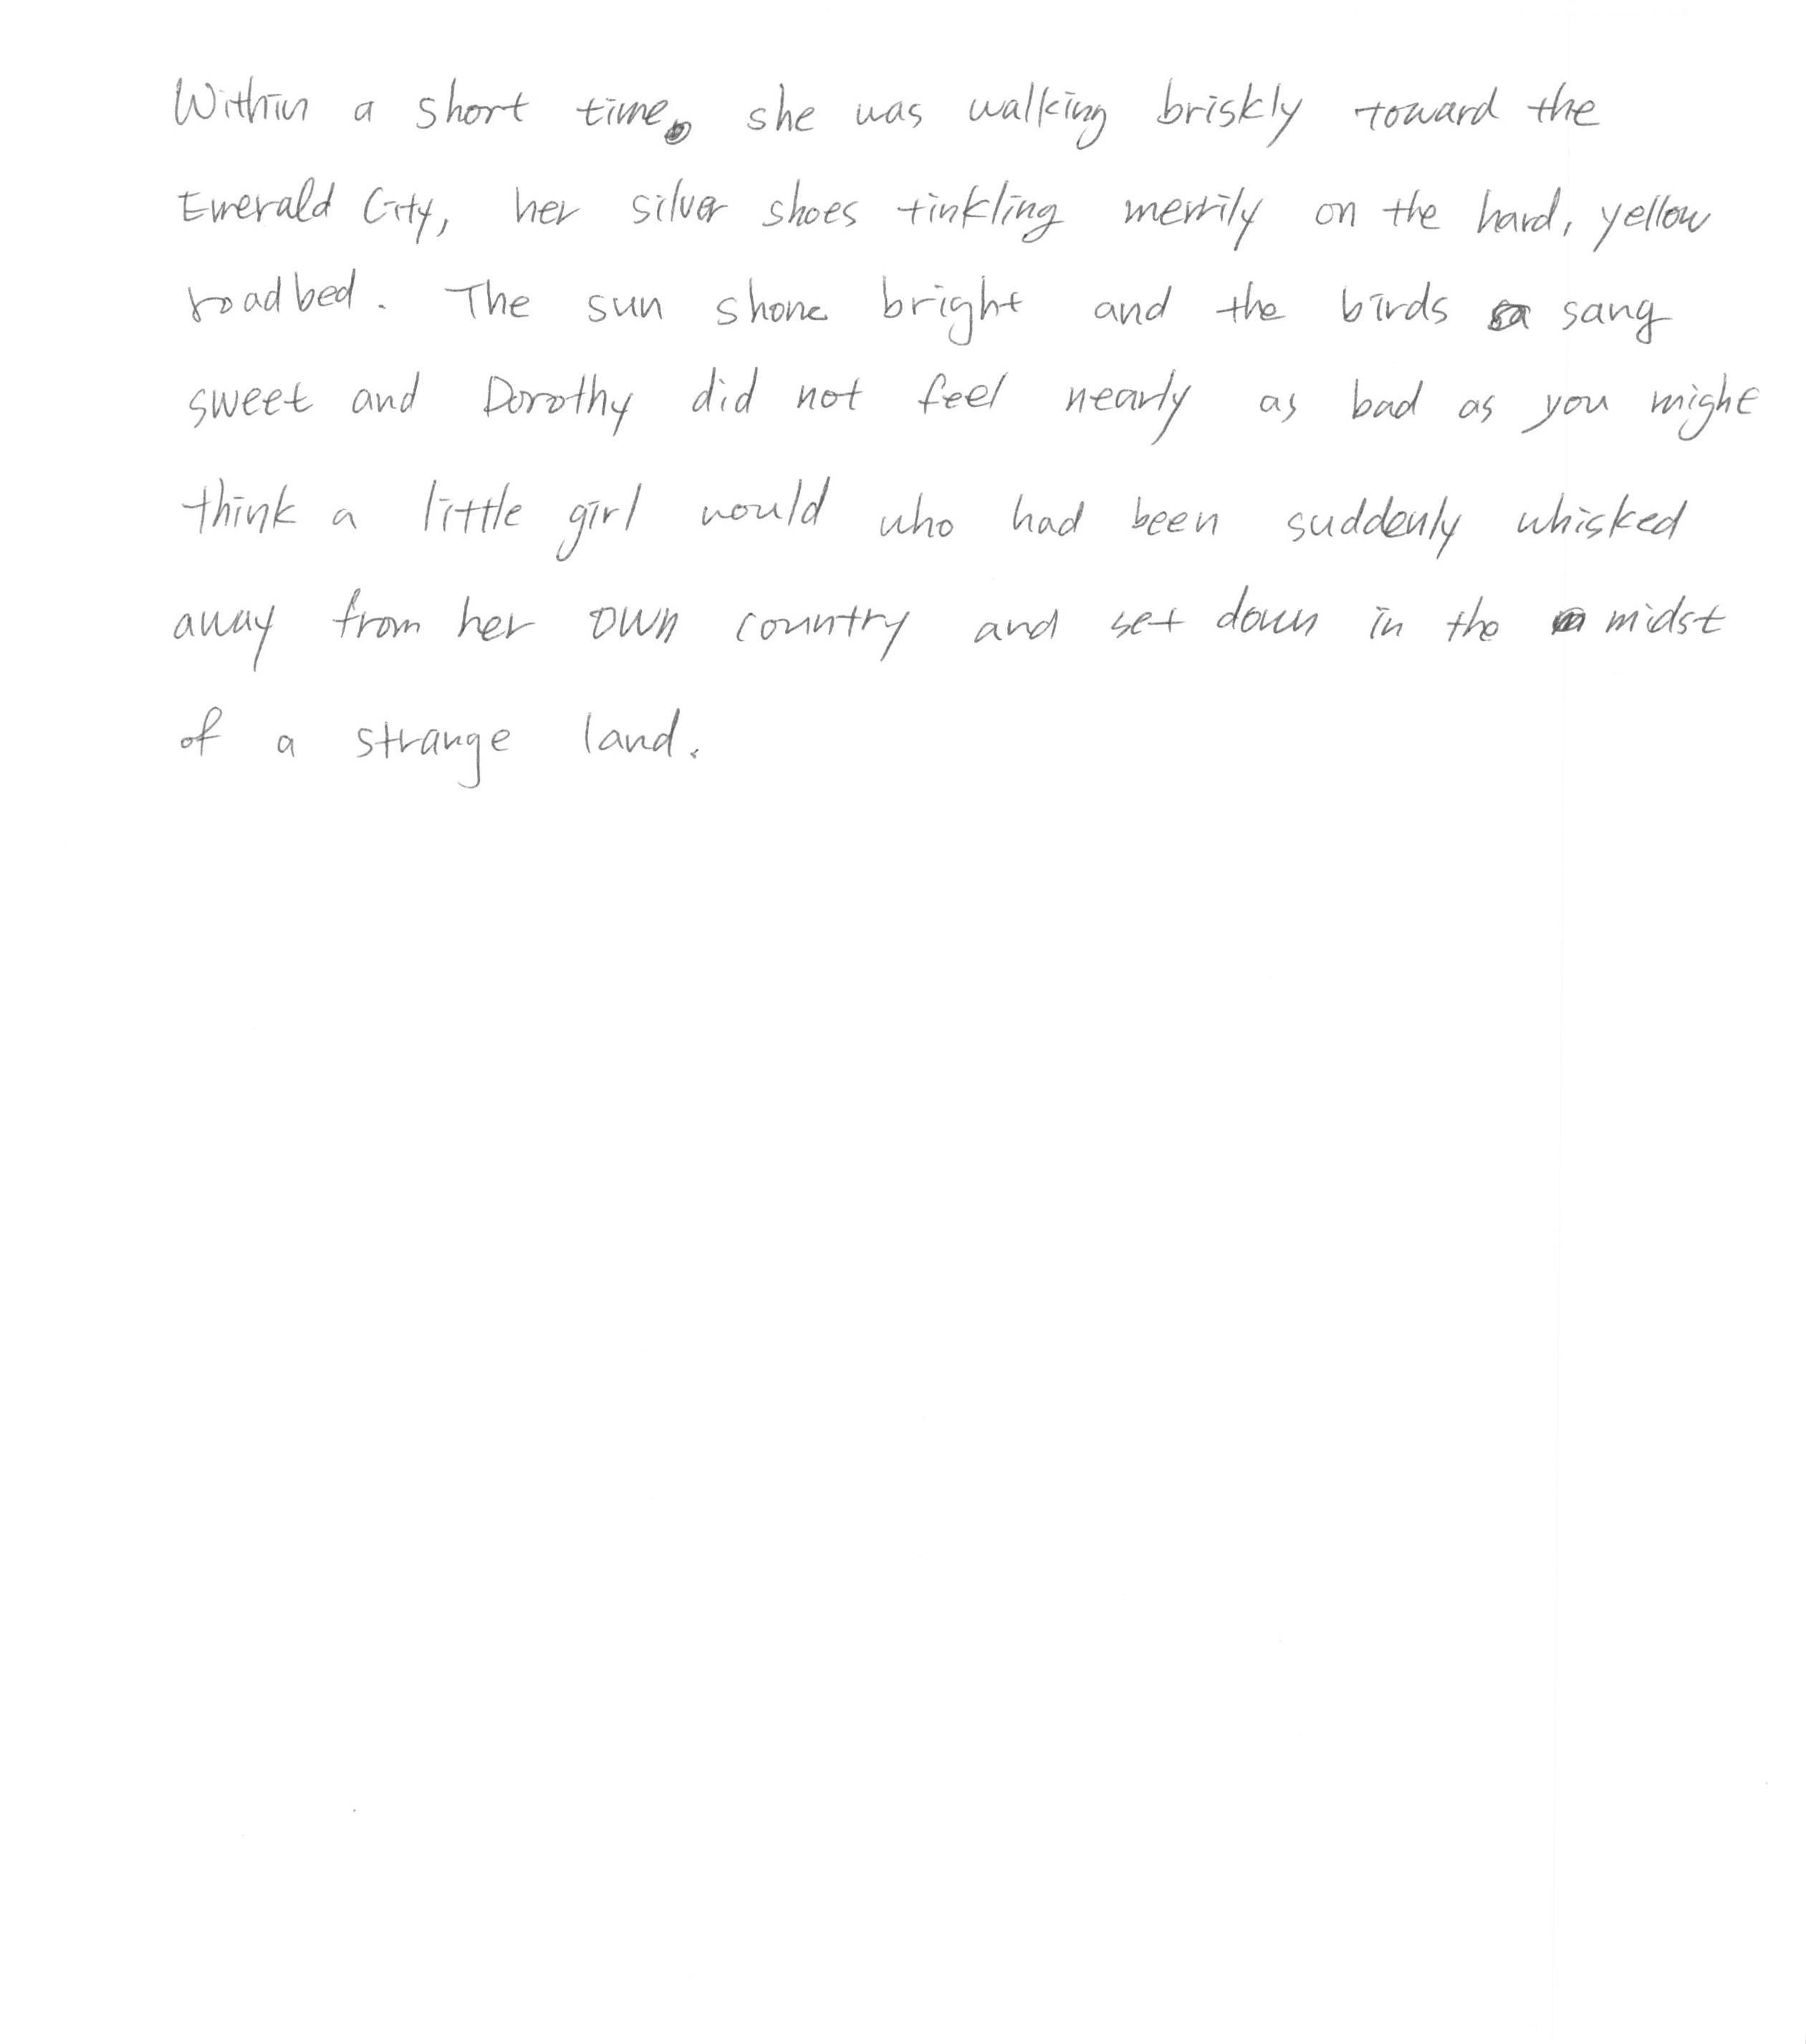 Within a short time she was walking briskly toward the
Emerald City, her silver shoes tinkling merrily on the hard, yellow
roadbed. The sun shone bright and the birds sang
sweet and Dorothy did not feel nearly as bad as you might
think a little girl would who had been suddenly whisked
away from her own country and set down in the midst
of a strange land.